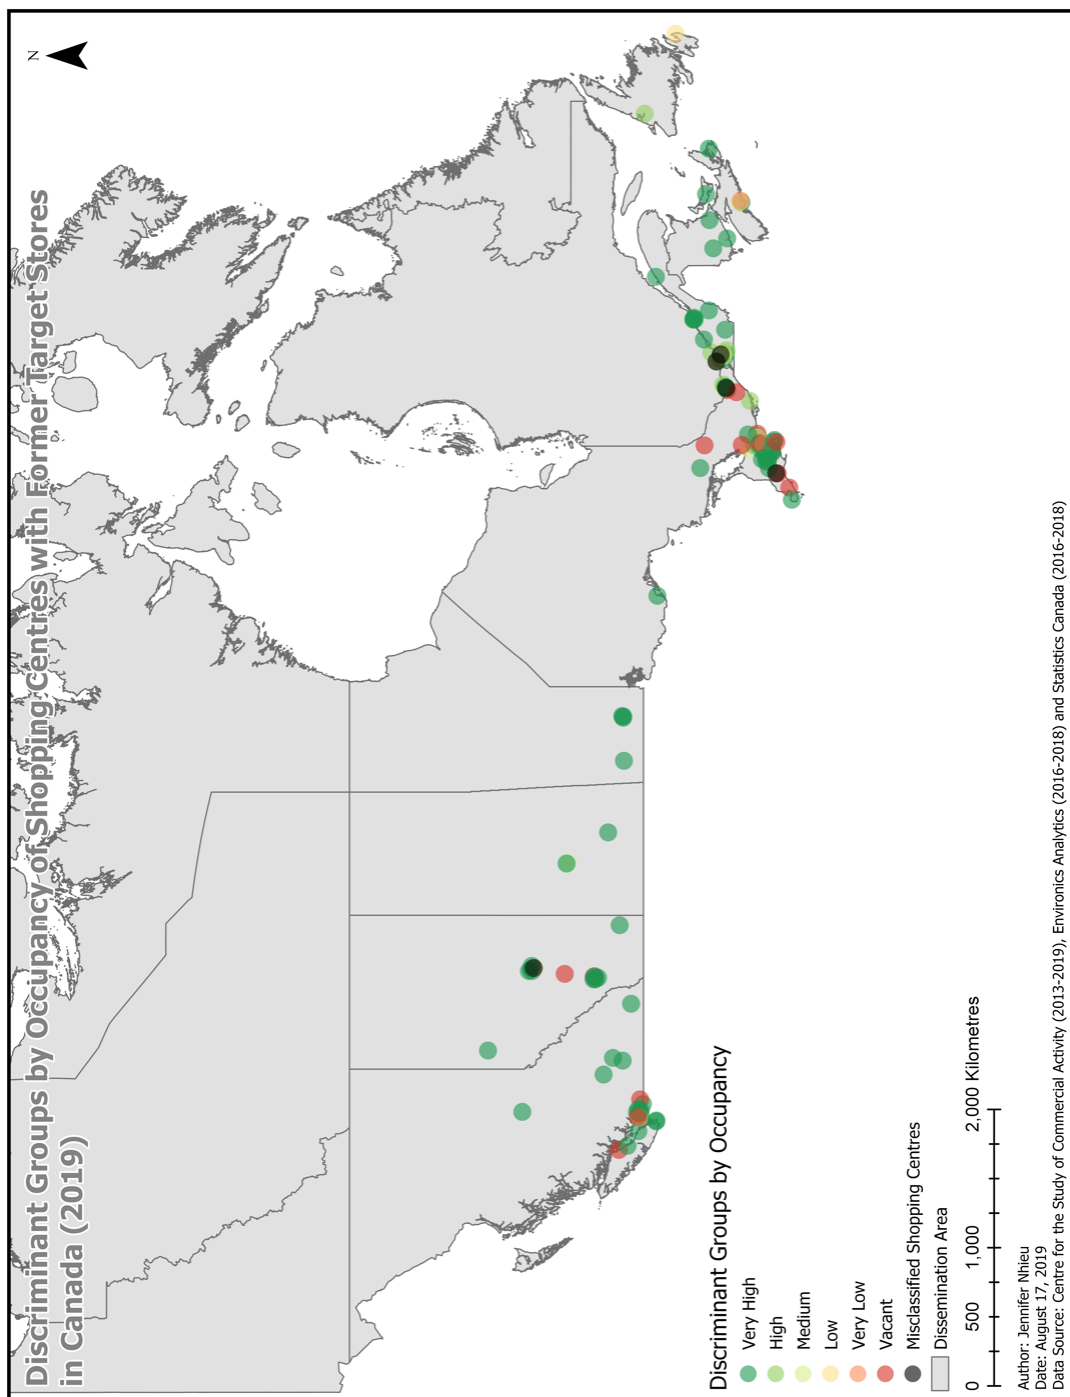 Discriminant Groups by Occupancy of Shopping Centres with Former Target Stores
in Canada (2019)
N
Discriminant Groups by Occupancy
Very High
High
Medium
Low
Very Low
Vacant
Misclassified Shopping Centres
Dissemination Area
0 500 1,000 2,000 Kilometres
Author: Jennifer Nhieu
Date: August 17, 2019
Data Source: Centre for the Study of Commercial Activity (2013-2019), Environics Analytics (2016-2018) and Statistics Canada (2016-2018)